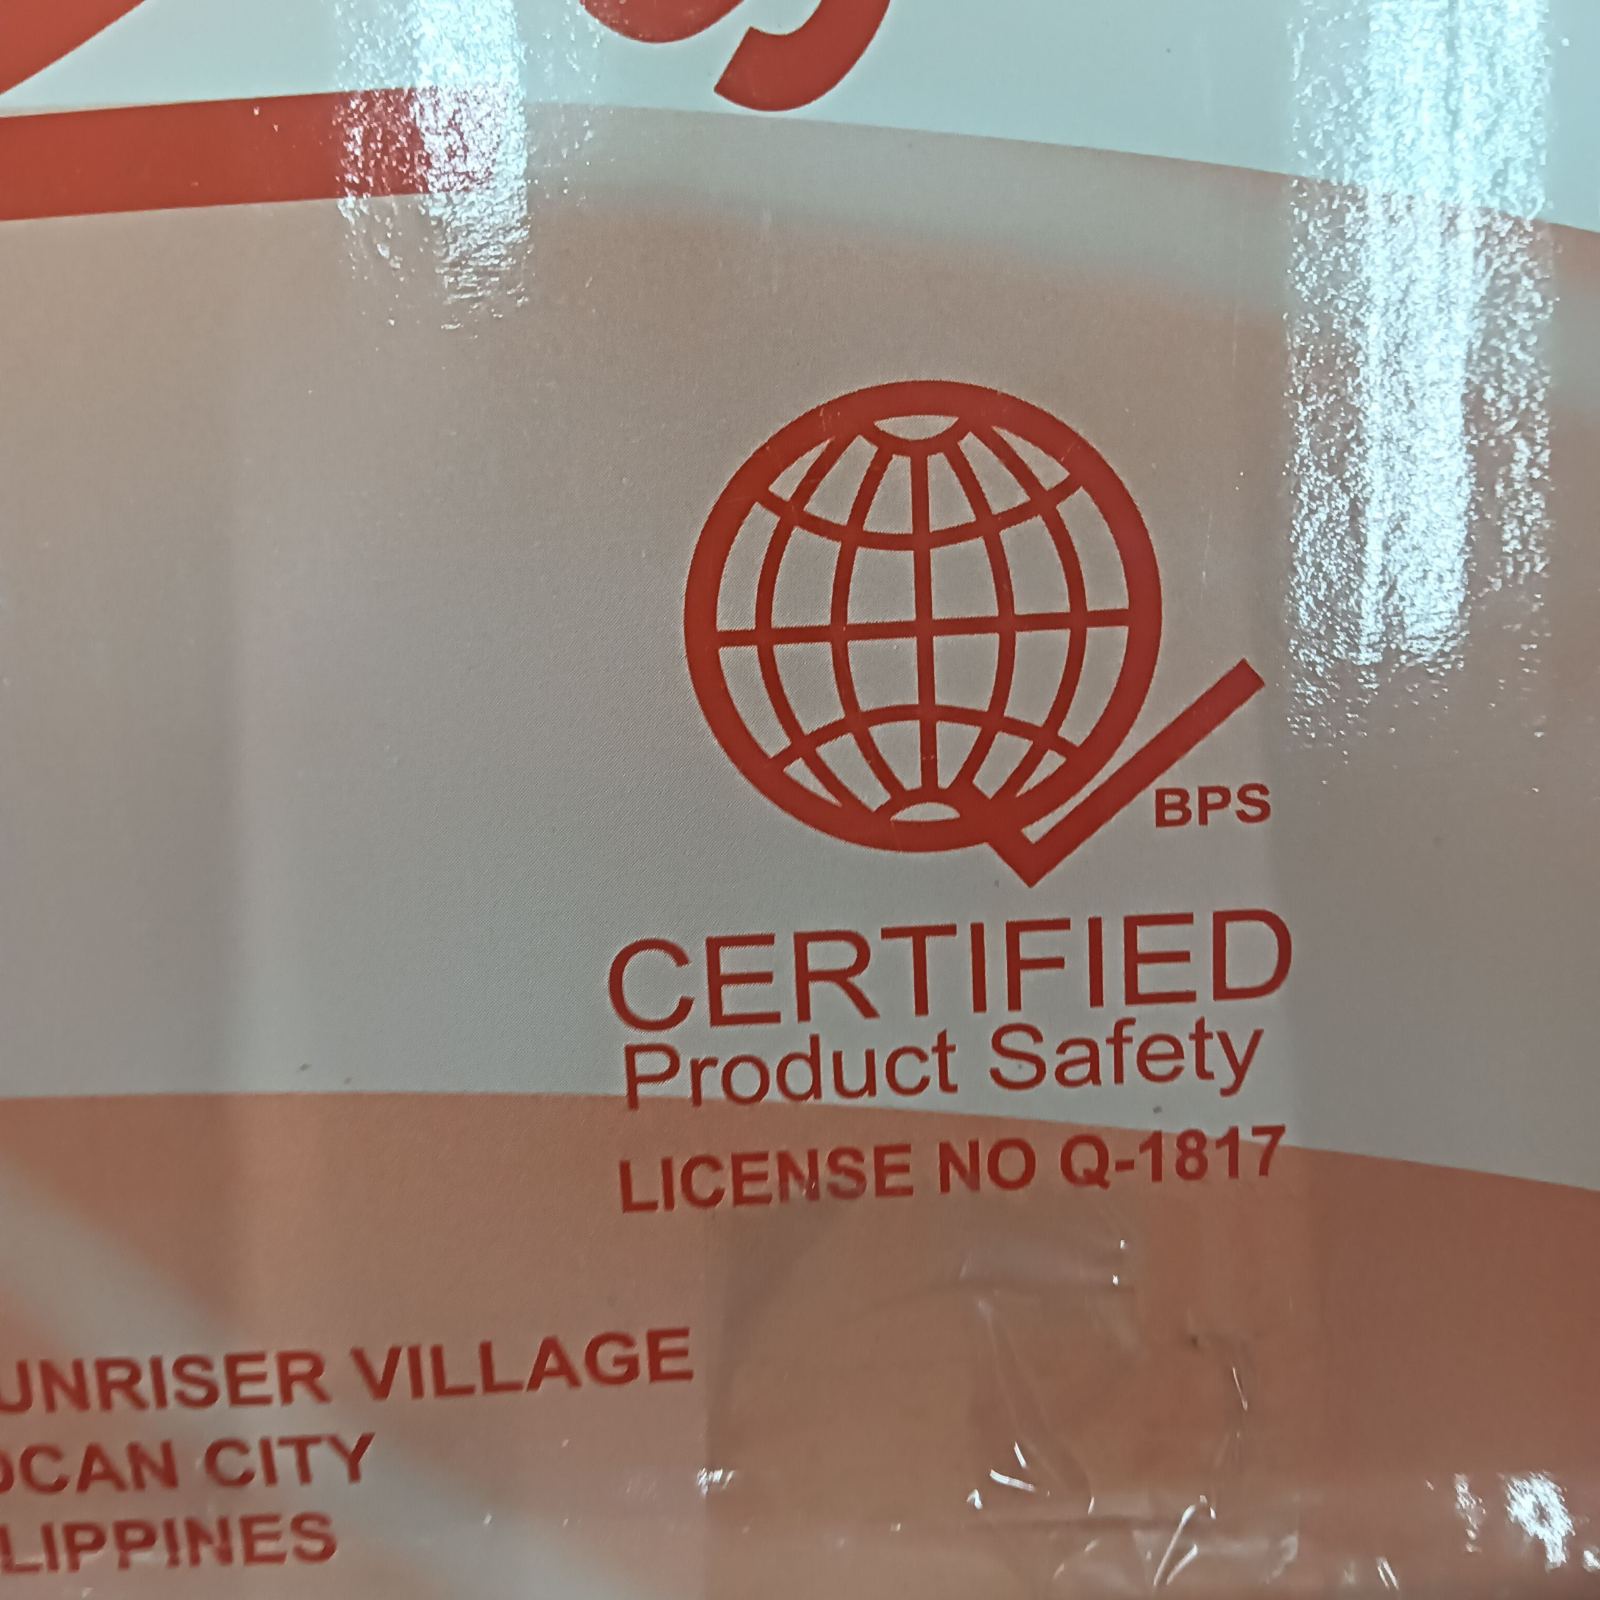 BPS
CERTIFIED
Product Safety
LICENSE NO Q-1817
UNRISER VILLAGE
OCAN CITY
LIPPINES